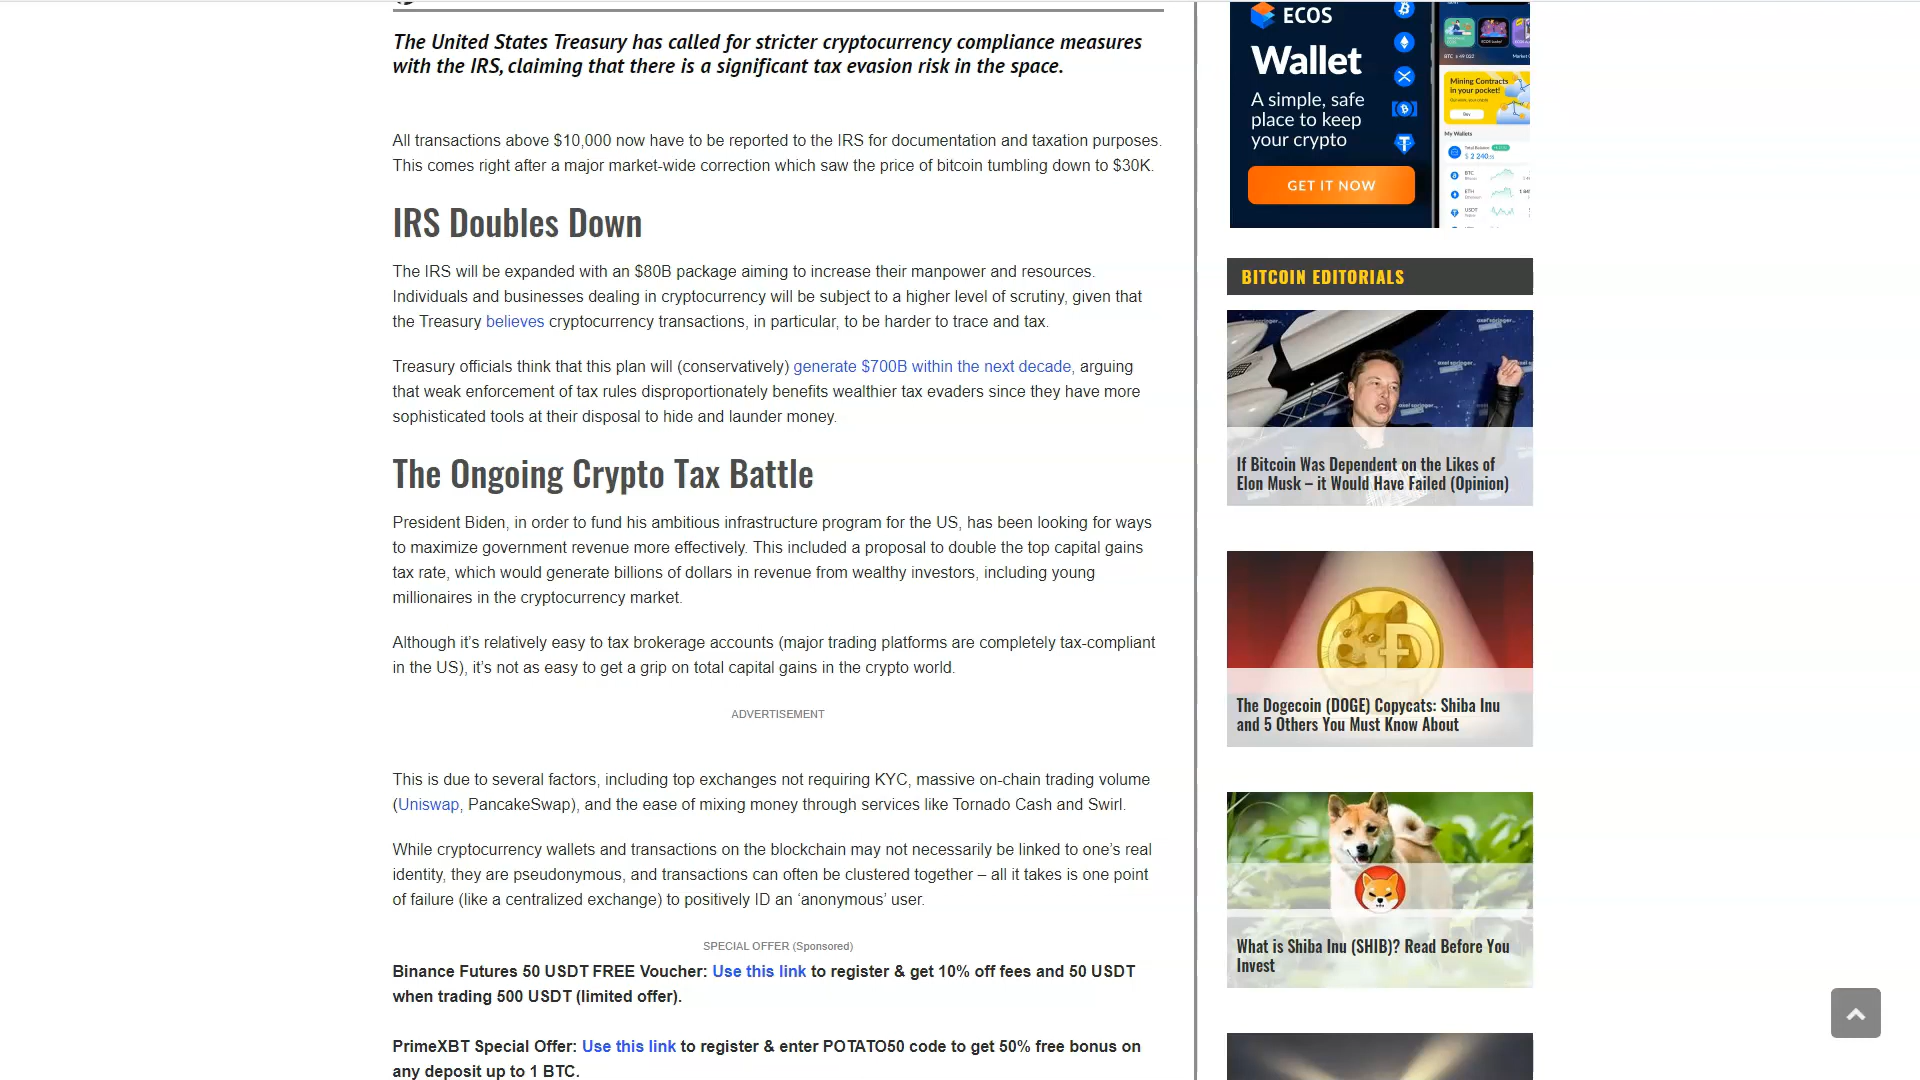 The United States Treasury has called for stricter cryptocurrency compliance measures
with the IRS, claiming that there is a significant tax evasion risk in the space.
All transactions above $10,000 now have to be reported to the IRS for documentation and taxation purposes.
This comes right after a major market-wide correction which saw the price of bitcoin tumbling down to $30K.
IRS Doubles Down
The IRS will be expanded with an $80B package aiming to increase their manpower and resources.
Individuals and businesses dealing in cryptocurrency will be subject to a higher level of scrutiny, given that
the Treasury believes cryptocurrency transactions, in particular, to be harder to trace and tax.
Treasury officials think that this plan will (conservatively) generate $700B within the next decade, arguing
that weak enforcement of tax rules disproportionately benefits wealthier tax evaders since they have more
sophisticated tools at their disposal to hide and launder money.
The Ongoing Crypto Tax Battle
President Biden, in order to fund his ambitious infrastructure program for the US, has been looking for ways
to maximize government revenue more effectively. This included a proposal to double the top capital gains
tax rate, which would generate billions of dollars in revenue from wealthy investors, including young
millionaires in the cryptocurrency market.
Although it’s relatively easy to tax brokerage accounts (major trading platforms are completely tax-compliant
in the US), it’s not as easy to get a grip on total capital gains in the crypto world.
ADVERTISEMENT
This is due to several factors, including top exchanges not requiring KYC, massive on-chain trading volume
(Uniswap, PancakeSwap), and the ease of mixing money through services like Tornado Cash and Swirl.
While cryptocurrency wallets and transactions on the blockchain may not necessarily be linked to one’s real
identity, they are pseudonymous, and transactions can often be clustered together – all it takes is one point
of failure (like a centralized exchange) to positively ID an ‘anonymous’ user.
SPECIAL OFFER (Sponsored)
Binance Futures 50 USDT FREE Voucher: Use this link to register & get 10% off fees and 50 USDT
when trading 500 USDT (limited offer).
PrimeXBT Special Offer: Use this link to register & enter POTATO50 code to get 50% free bonus on
any deposit up to 1 BTC.
ECOS
Wallet
A simple, safe
place to keep
your crypto
GET IT NOW
Mining Contracts
in your pocket!
Buy
My Wallets
Total Balance
$ 2 240
BTC
ETH
USDT
BITCOIN EDITORIALS
axel springer
If Bitcoin Was Dependent on the Likes of
Elon Musk – it Would Have Failed (Opinion)
The Dogecoin (DOGE) Copycats: Shiba Inu
and 5 Others You Must Know About
What is Shiba Inu (SHIB)? Read Before You
Invest